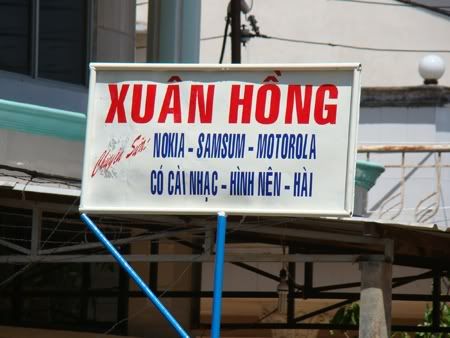 XUÂN HỒNG
Chuyên Sửa: NOKIA - SAMSUM - MOTOROLA
CÓ CÀI NHẠC - HÌNH NỀN - HÀI